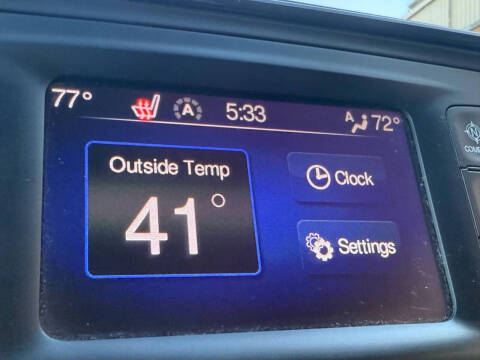 77° A 5:33 A 72°
Outside Temp
41°
Clock
Settings
N